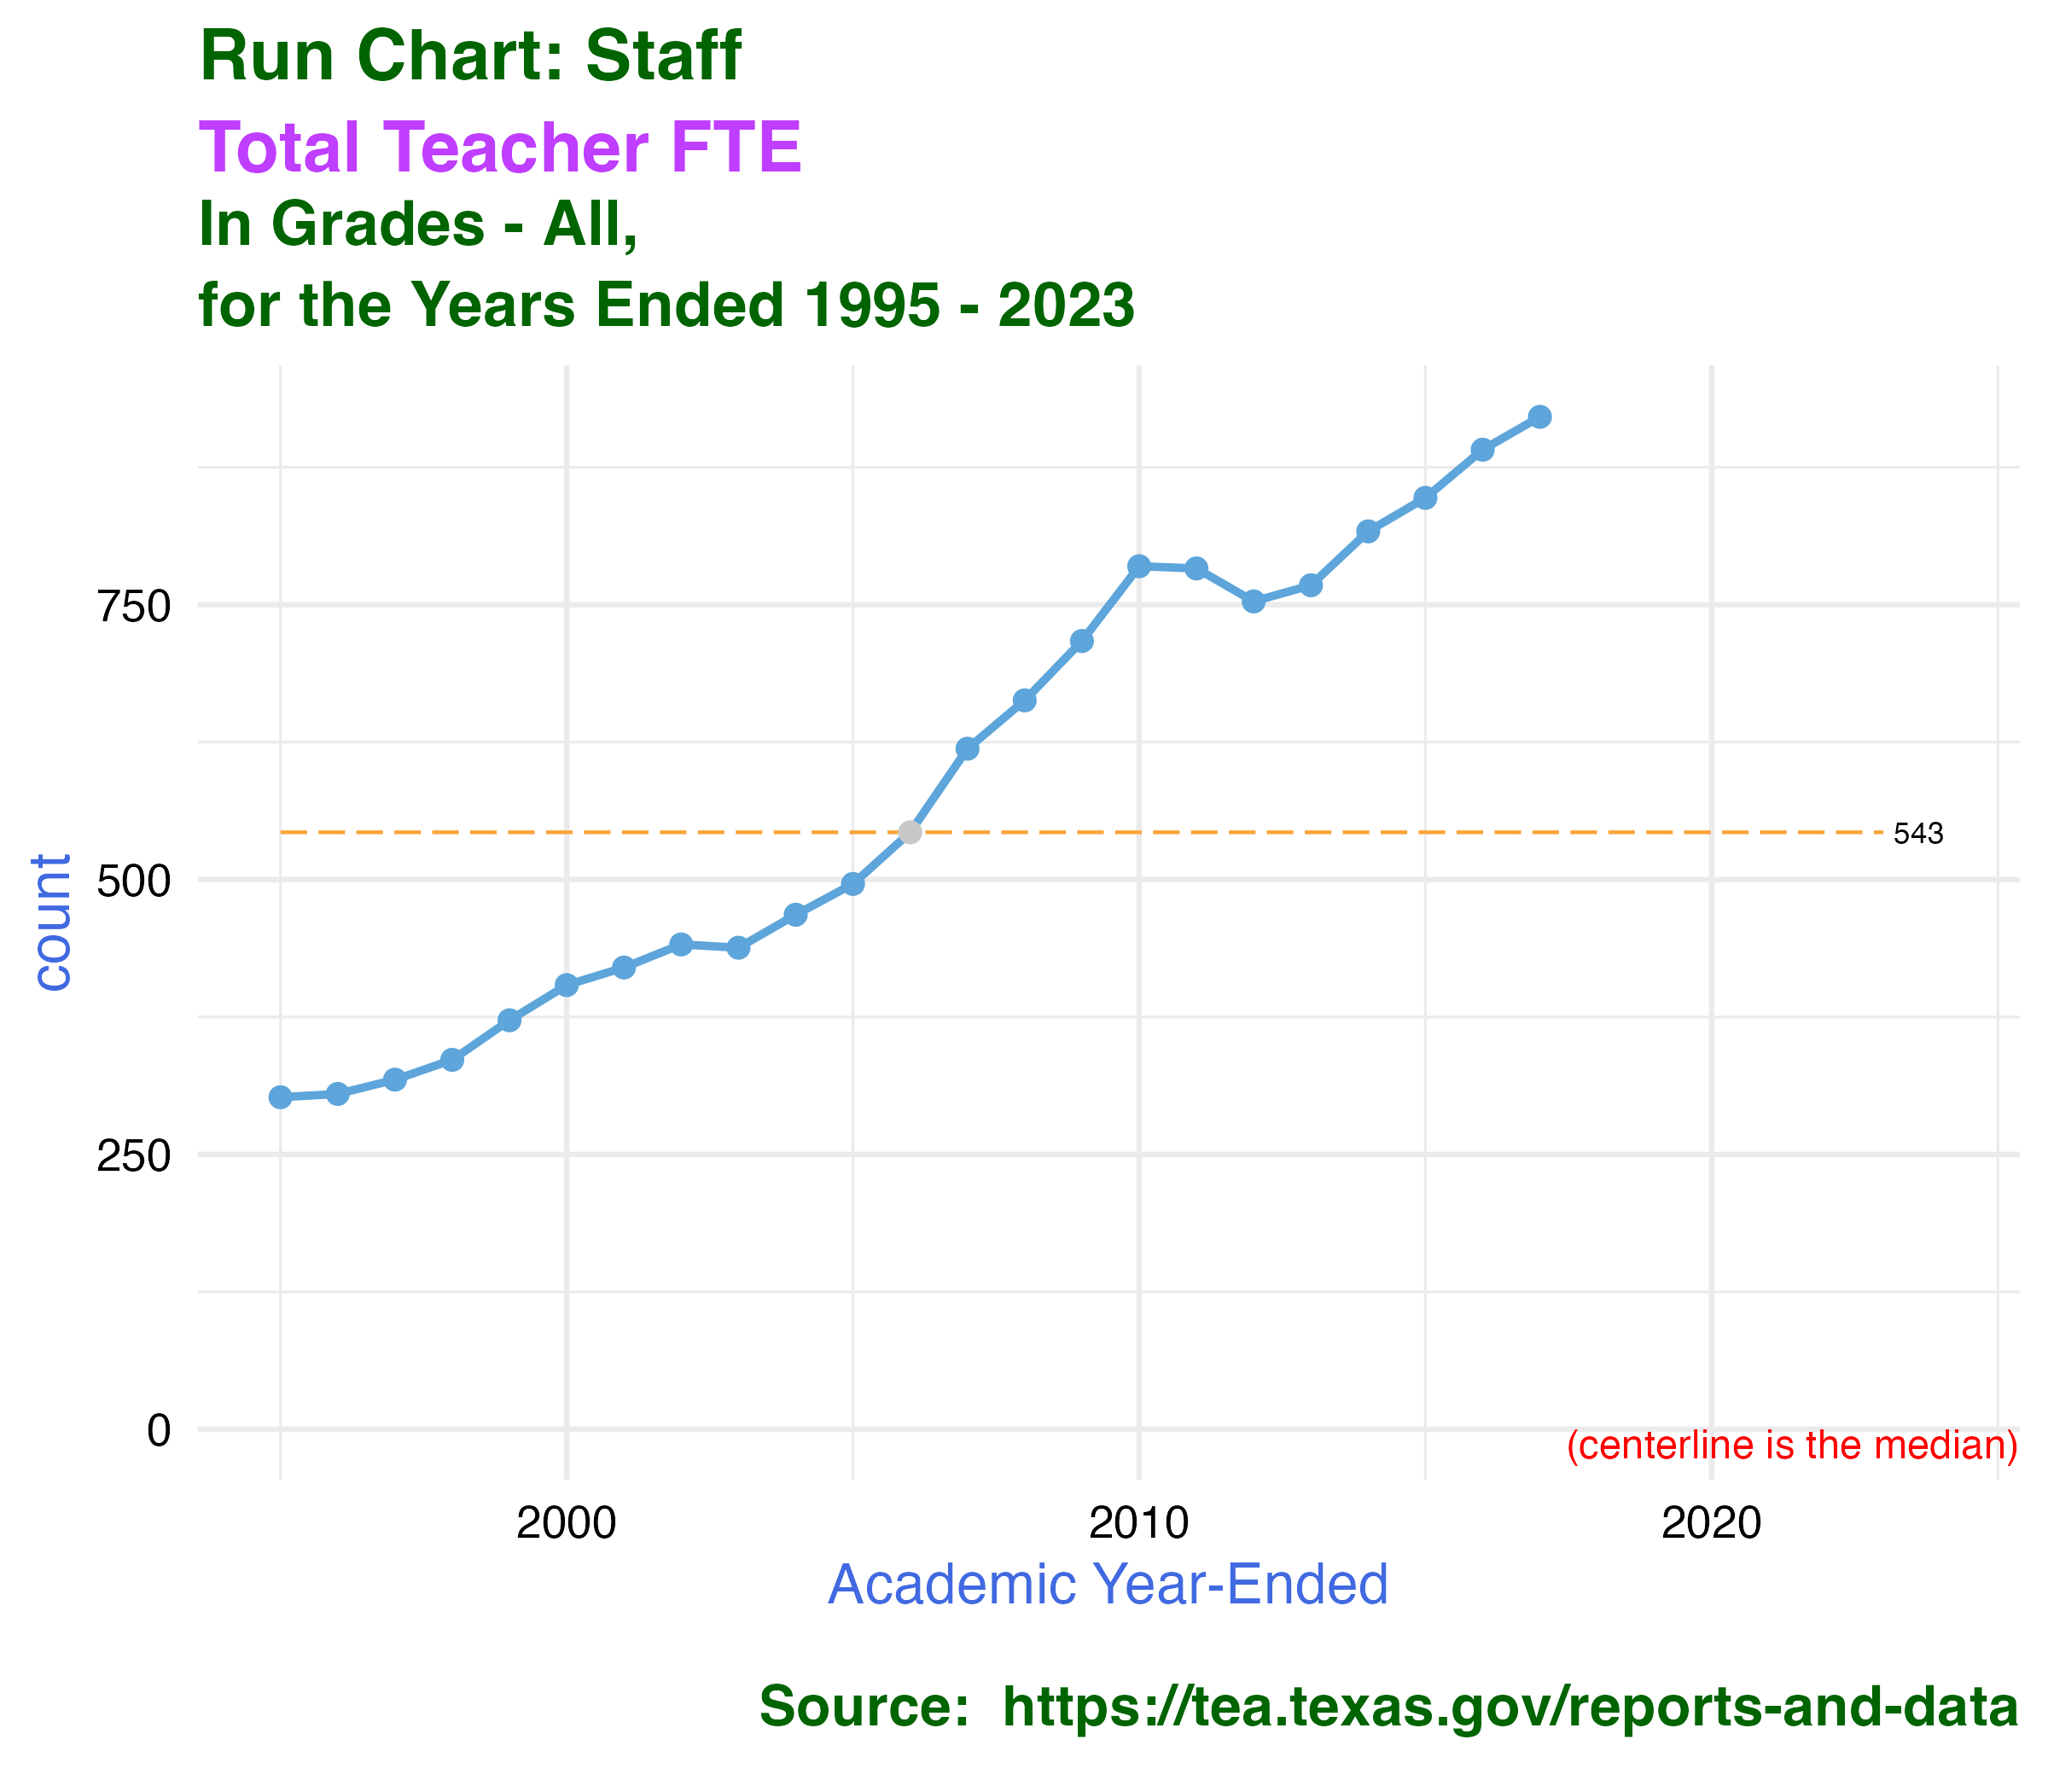 Run Chart: Staff
Total Teacher FTE
In Grades - All,
for the Years Ended 1995 - 2023
750
500
250
0
count
543
(centerline is the median)
2000 2010 2020
Academic Year-Ended
Source:  https://tea.texas.gov/reports-and-data